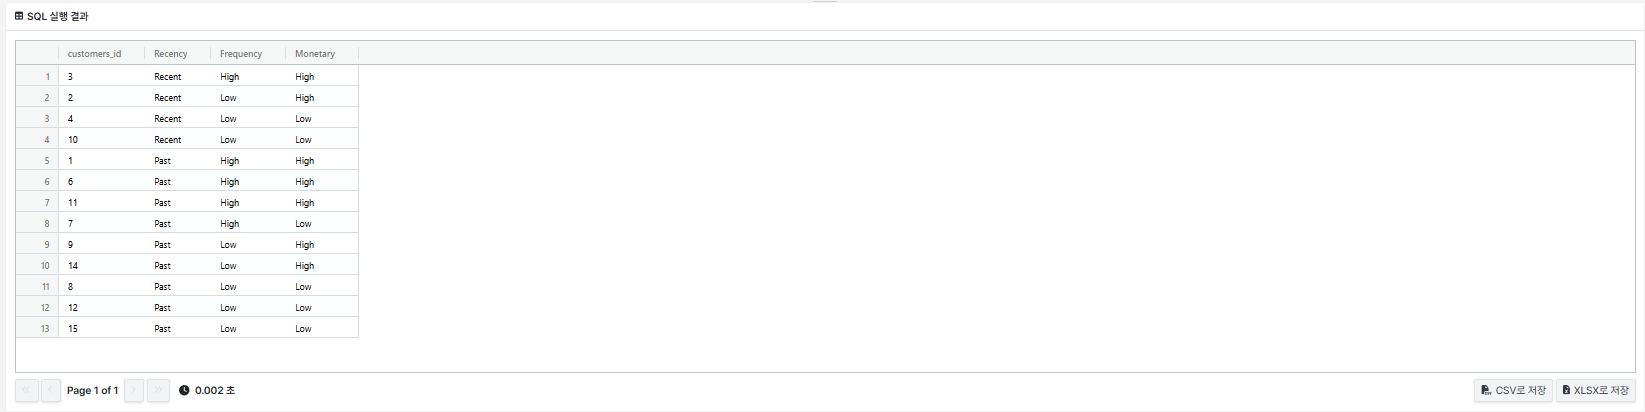 SQL 실행 결과
customers_id Recency Frequency Monetary
1 3 Recent High High
2 2 Recent Low High
3 4 Recent Low Low
4 10 Recent Low Low
5 1 Past High High
6 6 Past High High
7 11 Past High High
8 7 Past High Low
9 9 Past Low High
10 14 Past Low High
11 8 Past Low Low
12 12 Past Low Low
13 15 Past Low Low
Page 1 of 1 0.002 초 CSV로 저장 XLSX로 저장